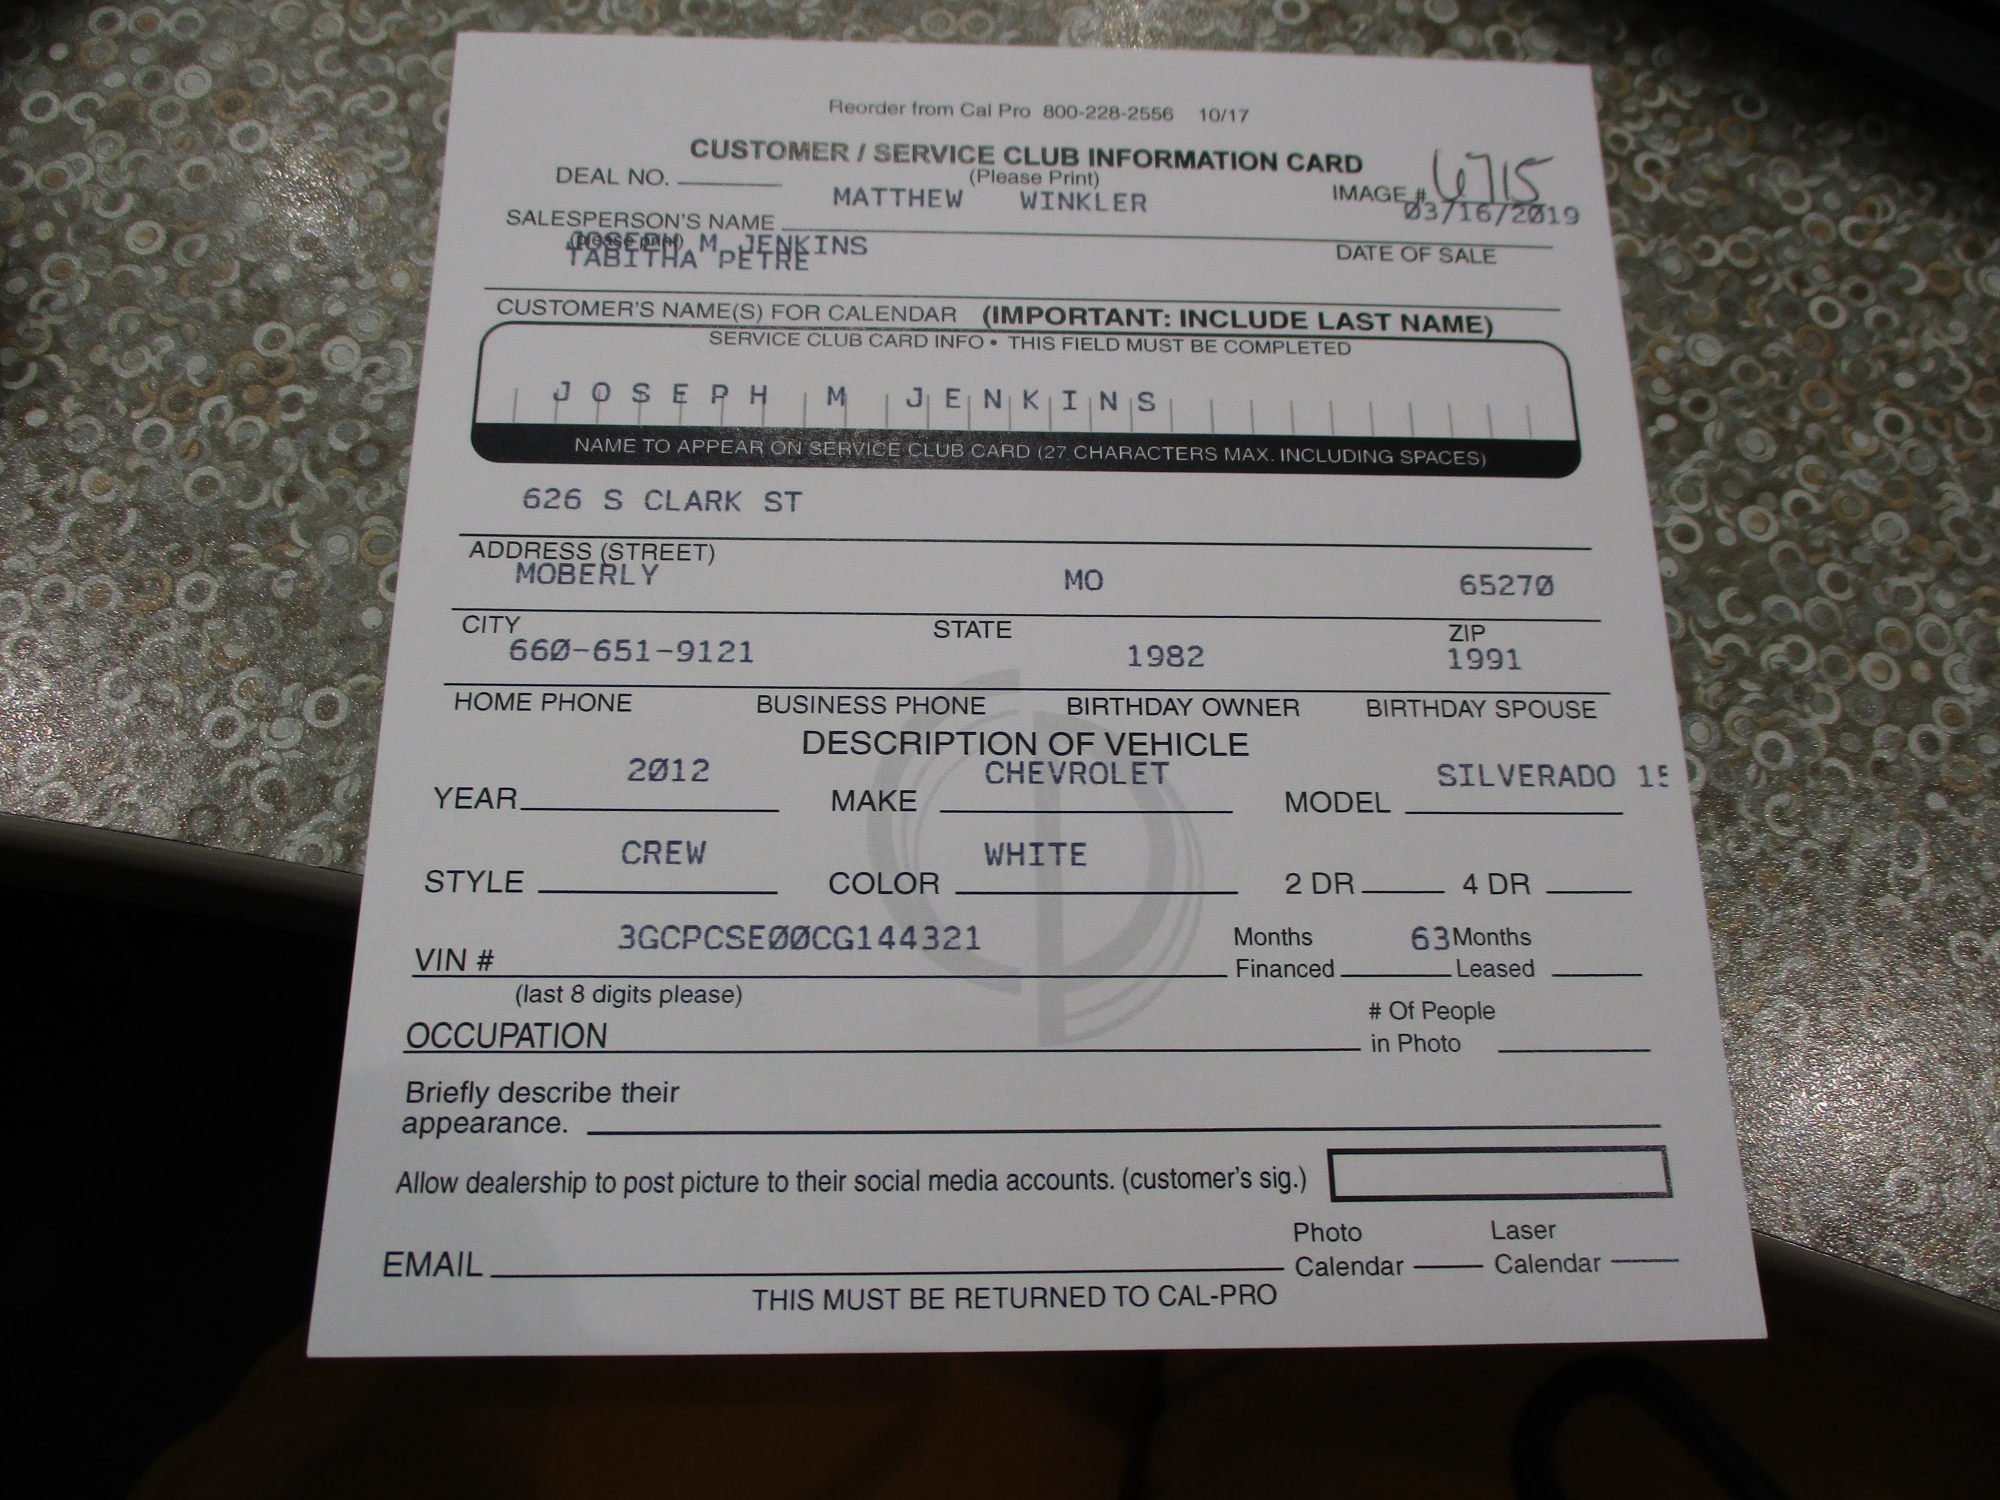 Reorder from Cal Pro 800-228-2556 10/17
CUSTOMER / SERVICE CLUB INFORMATION CARD
(Please Print)
DEAL NO.
IMAGE # 6715
MATTHEW WINKLER 03/16/2019
SALESPERSON'S NAME
(please print)
DATE OF SALE
JOSEPH M JENKINS
TABITHA PETRE
CUSTOMER'S NAME(S) FOR CALENDAR (IMPORTANT: INCLUDE LAST NAME)
SERVICE CLUB CARD INFO • THIS FIELD MUST BE COMPLETED
JOSEPH M JENKINS
NAME TO APPEAR ON SERVICE CLUB CARD (27 CHARACTERS MAX. INCLUDING SPACES)
626 S CLARK ST
ADDRESS (STREET)
MOBERLY MO 65270
CITY STATE ZIP
660-651-9121 1982 1991
HOME PHONE BUSINESS PHONE BIRTHDAY OWNER BIRTHDAY SPOUSE
DESCRIPTION OF VEHICLE
2012 CHEVROLET SILVERADO 15
YEAR MAKE MODEL
CREW WHITE
STYLE COLOR 2 DR 4 DR
3GCPCSE00CG144321 Months 63 Months
VIN # Financed Leased
(last 8 digits please)
# Of People
OCCUPATION in Photo
Briefly describe their
appearance.
Allow dealership to post picture to their social media accounts. (customer's sig.)
Photo Laser
EMAIL Calendar Calendar
THIS MUST BE RETURNED TO CAL-PRO